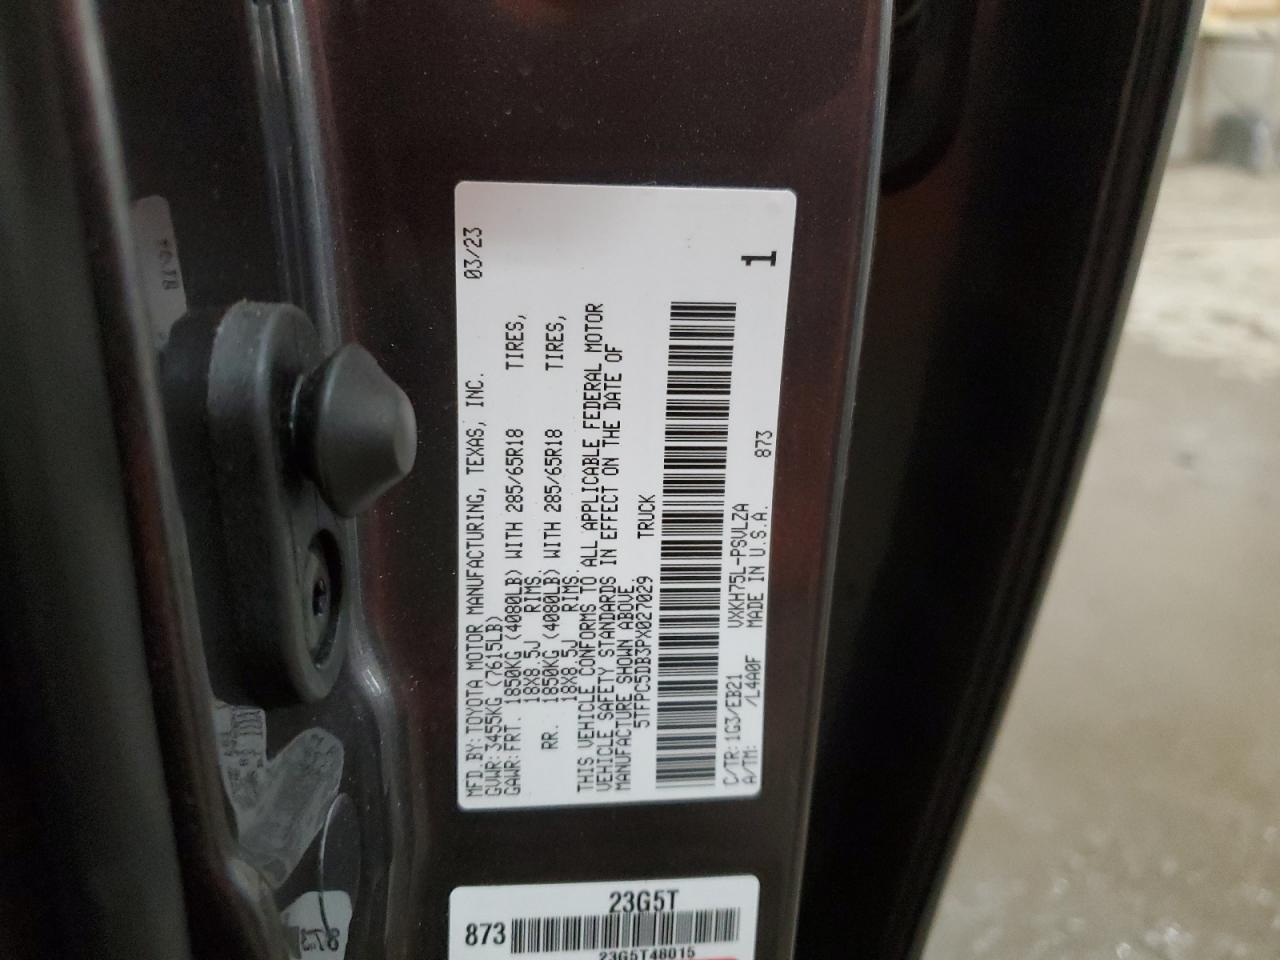 MFD.BY:TOYOTA MOTOR MANUFACTURING, TEXAS, INC. 03/23
GVWR:3455KG (7615LB)
GAWR:FRT. 1850KG (4080LB) WITH 285/65R18 TIRES,
18X8.5J RIMS.
RR. 1850KG (4080LB) WITH 285/65R18 TIRES,
18X8.5J RIMS.
THIS VEHICLE CONFORMS TO ALL APPLICABLE FEDERAL MOTOR
VEHICLE SAFETY STANDARDS IN EFFECT ON THE DATE OF
MANUFACTURE SHOWN ABOVE.
5TFPC5DB3PX027029 TRUCK
C/TR:1G3/EB21 VXKH75L-PSVLZA 873
A/TM: /L4A0F MADE IN U.S.A.
1
23G5T
873
23G5T48015